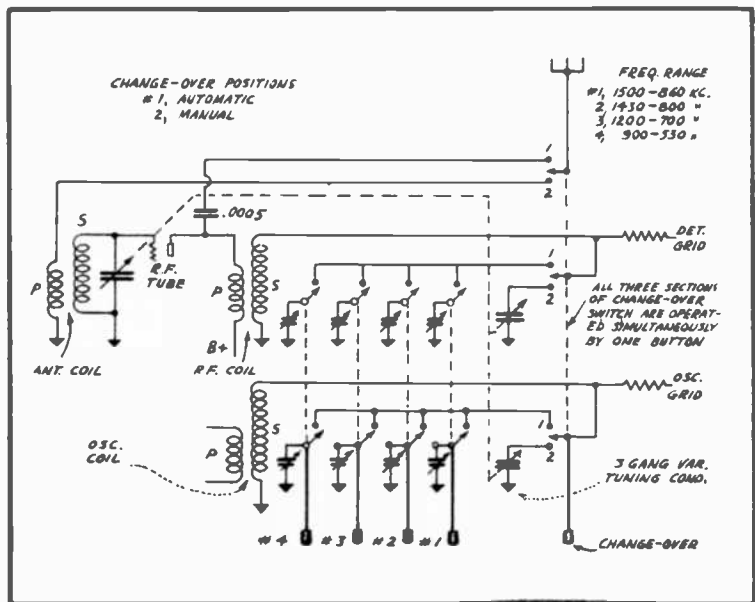 CHANGE-OVER POSITIONS
#1, AUTOMATIC
2, MANUAL
FREQ. RANGE
#1, 1500-860 KC.
2, 1430-800 "
3, 1200-700 "
4, 900-530 "
1
2
.0005
S
P
R.F.
TUBE
P
S
B+
ANT. COIL
R.F. COIL
1
2
DET.
GRID
ALL THREE SECTIONS
OF CHANGE-OVER
SWITCH ARE OPERAT-
ED SIMULTANEOUSLY
BY ONE BUTTON
OSC.
GRID
OSC.
COIL
P
S
1
2
3 GANG VAR.
TUNING COND.
#4
#3
#2
#1
CHANGE-OVER